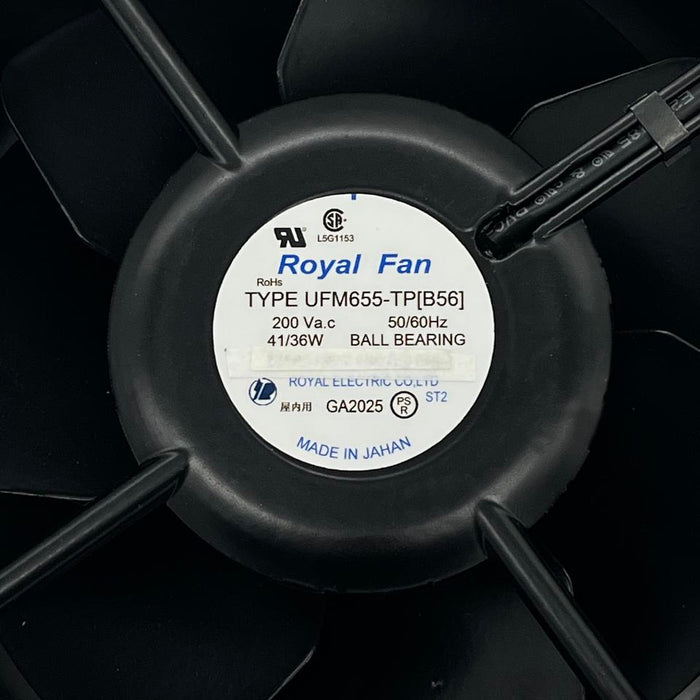 L5G1153
Royal Fan
RoHs
TYPE UFM655-TP[B56]
200 Va.c 50/60Hz
41/36W BALL BEARING
ROYAL ELECTRIC CO,LTD
屋内用 GA2025 PS R ST2
MADE IN JAHAN